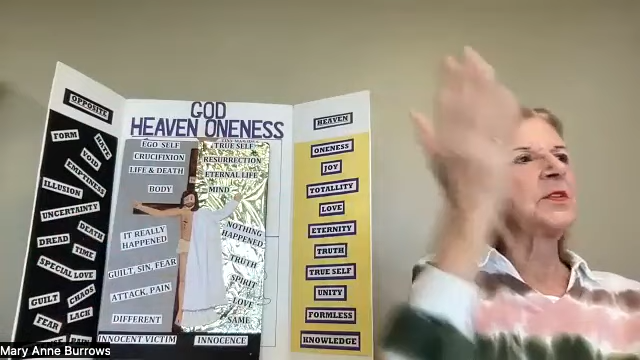 OPPOSITE
FORM
HATE
VOID
EMPTINESS
ILLUSION
UNCERTAINTY
DEATH
DREAD
TIME
SPECIAL LOVE
GUILT
CHAOS
LACK
FEAR
GOD
HEAVEN ONENESS
EGO SELF
CRUCIFIXION
LIFE & DEATH
BODY
IT REALLY
HAPPENED
GUILT, SIN, FEAR
ATTACK, PAIN
DIFFERENT
INNOCENT VICTIM
TRUE SELF
RESURRECTION
ETERNAL LIFE
MIND
NOTHING
HAPPENED
TRUTH
SPIRIT
LOVE
SAME
INNOCENCE
HEAVEN
ONENESS
JOY
TOTALLITY
LOVE
ETERNITY
TRUTH
TRUE SELF
UNITY
FORMLESS
KNOWLEDGE
Mary Anne Burrows